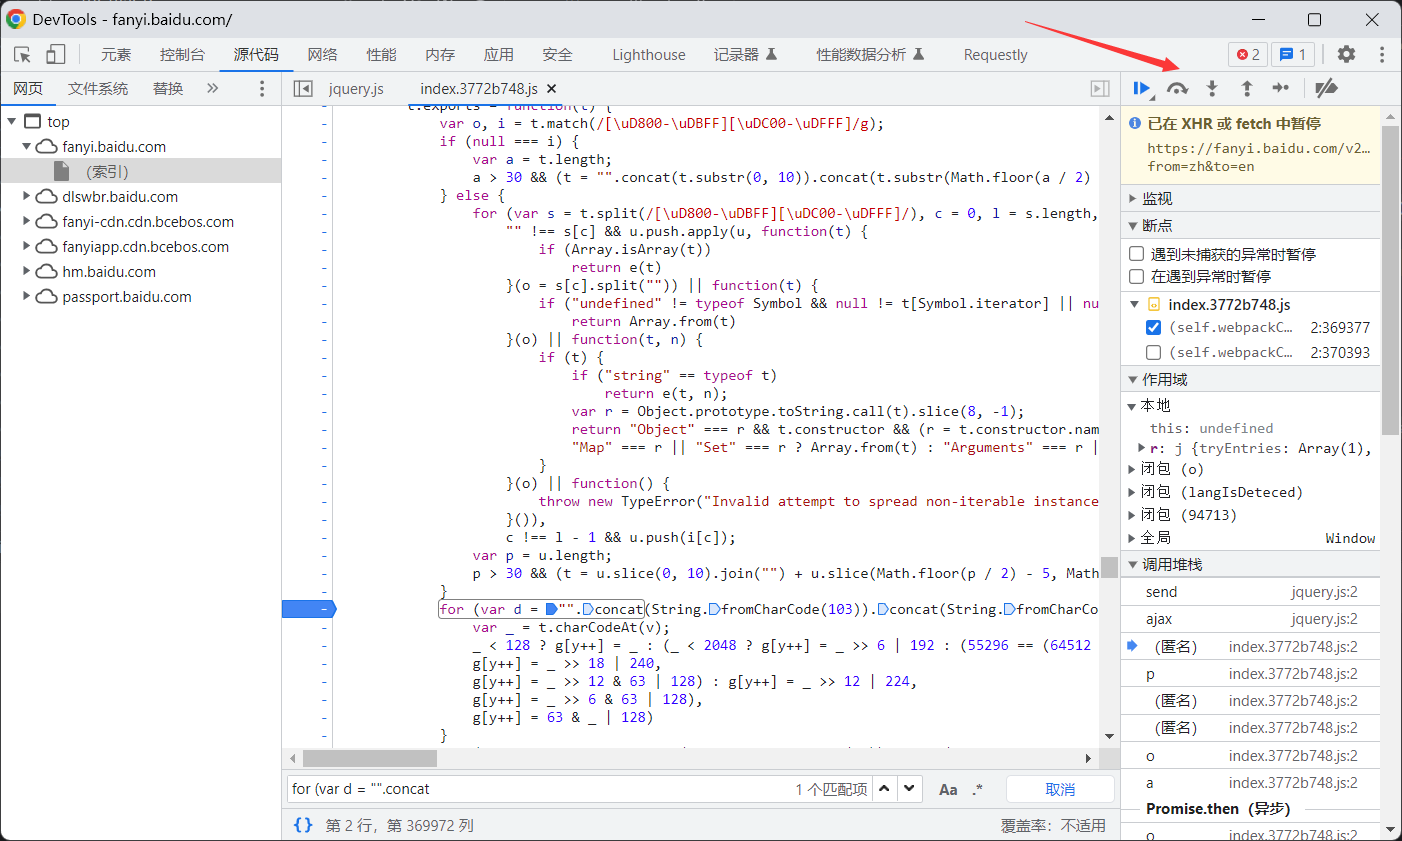 DevTools - fanyi.baidu.com/
元素 控制台 源代码 网络 性能 内存 应用 安全 Lighthouse 记录器 性能数据分析 Requestly 2 1
网页 文件系统 替换 »
jquery.js index.3772b748.js ×
top
fanyi.baidu.com
(索引)
dlswbr.baidu.com
fanyi-cdn.cdn.bcebos.com
fanyiapp.cdn.bcebos.com
hm.baidu.com
passport.baidu.com
t.exports = function(t) {
var o, i = t.match(/[\uD800-\uDBFF][\uDC00-\uDFFF]/g);
if (null === i) {
var a = t.length;
a > 30 && (t = "".concat(t.substr(0, 10)).concat(t.substr(Math.floor(a / 2)
} else {
for (var s = t.split(/[\uD800-\uDBFF][\uDC00-\uDFFF]/), c = 0, l = s.length,
"" !== s[c] && u.push.apply(u, function(t) {
if (Array.isArray(t))
return e(t)
}(o = s[c].split("")) || function(t) {
if ("undefined" != typeof Symbol && null != t[Symbol.iterator] || nu
return Array.from(t)
}(o) || function(t, n) {
if (t) {
if ("string" == typeof t)
return e(t, n);
var r = Object.prototype.toString.call(t).slice(8, -1);
return "Object" === r && t.constructor && (r = t.constructor.nam
"Map" === r || "Set" === r ? Array.from(t) : "Arguments" === r |
}
}(o) || function() {
throw new TypeError("Invalid attempt to spread non-iterable instance
}()),
c !== l - 1 && u.push(i[c]);
var p = u.length;
p > 30 && (t = u.slice(0, 10).join("") + u.slice(Math.floor(p / 2) - 5, Math
}
for (var d = "".concat(String.fromCharCode(103)).concat(String.fromCharCo
var _ = t.charCodeAt(v);
_ < 128 ? g[y++] = _ : (_ < 2048 ? g[y++] = _ >> 6 | 192 : (55296 == (64512
g[y++] = _ >> 18 | 240,
g[y++] = _ >> 12 & 63 | 128) : g[y++] = _ >> 12 | 224,
g[y++] = _ >> 6 & 63 | 128),
g[y++] = 63 & _ | 128)
}
for (var d = "".concat 1 个匹配项 Aa .* 取消
{} 第 2 行，第 369972 列 覆盖率：不适用
已在 XHR 或 fetch 中暂停
https://fanyi.baidu.com/v2…
from=zh&to=en
监视
断点
遇到未捕获的异常时暂停
在遇到异常时暂停
index.3772b748.js
(self.webpackC… 2:369377
(self.webpackC… 2:370393
作用域
本地
this: undefined
r: j {tryEntries: Array(1),
闭包 (o)
闭包 (langIsDeteced)
闭包 (94713)
全局 Window
调用堆栈
send jquery.js:2
ajax jquery.js:2
(匿名) index.3772b748.js:2
p index.3772b748.js:2
(匿名) index.3772b748.js:2
(匿名) index.3772b748.js:2
o index.3772b748.js:2
a index.3772b748.js:2
Promise.then（异步）
o index.3772b748.js:2